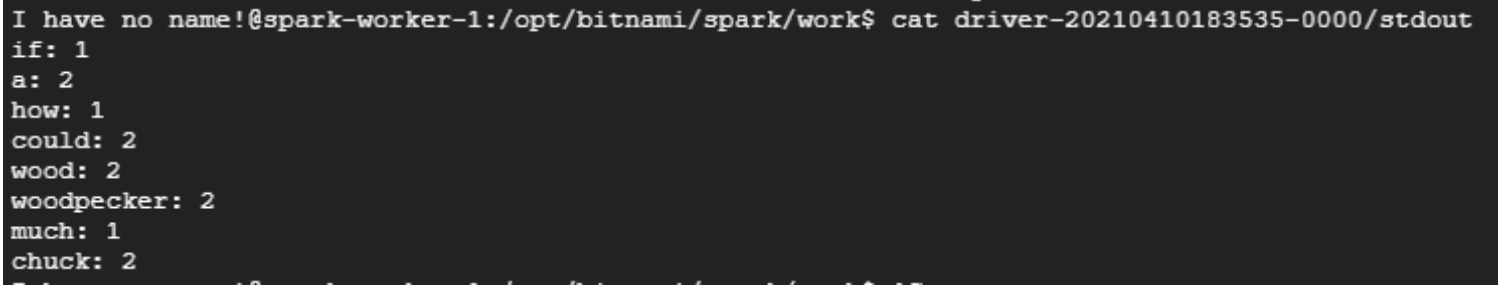 I have no name!@spark-worker-1:/opt/bitnami/spark/work$ cat driver-20210410183535-0000/stdout
if: 1
a: 2
how: 1
could: 2
wood: 2
woodpecker: 2
much: 1
chuck: 2